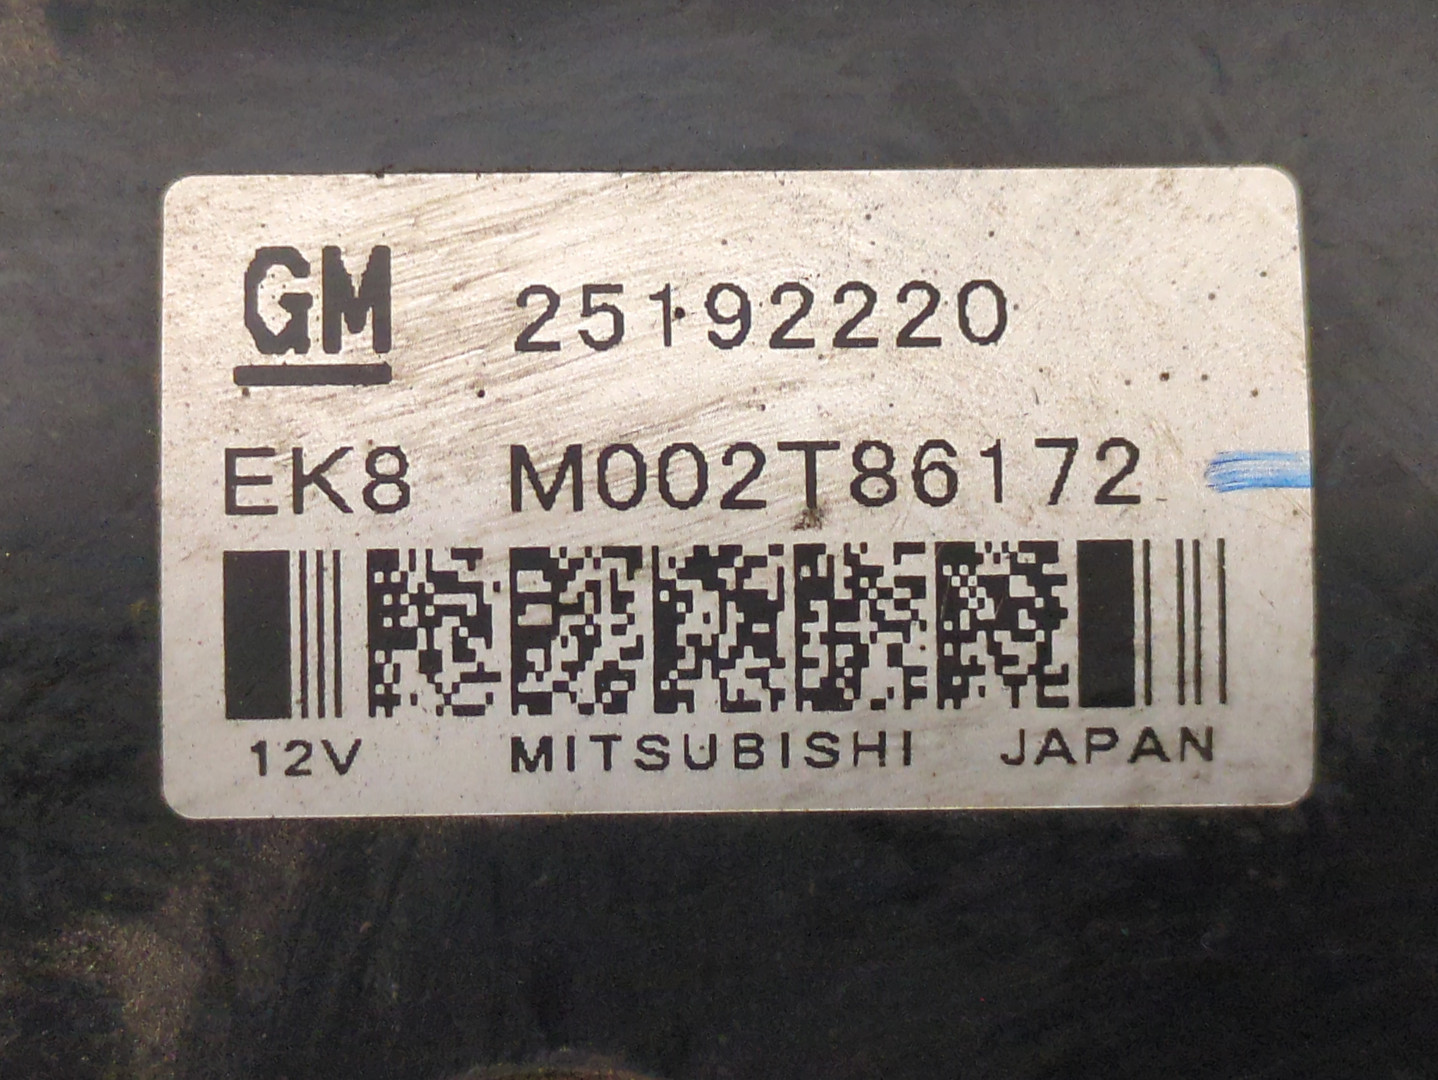 GM 25192220
EK8 M002T86172
12V MITSUBISHI JAPAN